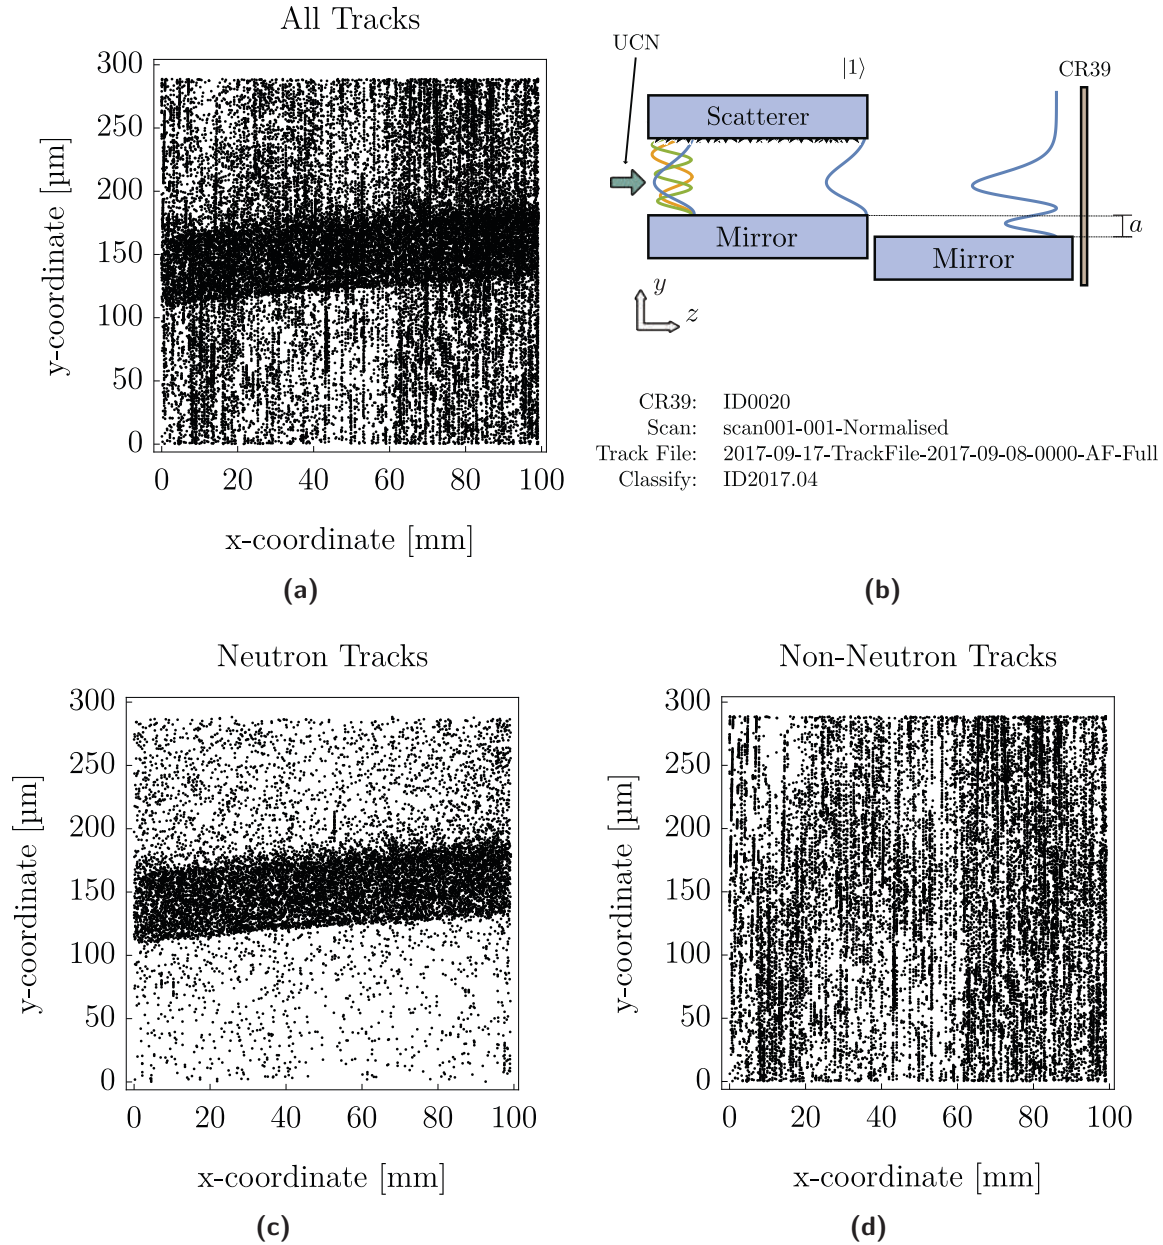 All Tracks
300
250
200
150
100
50
0
0 20 40 60 80 100
y-coordinate [µm]
x-coordinate [mm]
(a)
UCN
|1⟩
CR39
Scatterer
Mirror
Mirror
a
y
z
CR39: ID0020
Scan: scan001-001-Normalised
Track File: 2017-09-17-TrackFile-2017-09-08-0000-AF-Full
Classify: ID2017.04
(b)
Neutron Tracks
300
250
200
150
100
50
0
0 20 40 60 80 100
y-coordinate [µm]
x-coordinate [mm]
(c)
Non-Neutron Tracks
300
250
200
150
100
50
0
0 20 40 60 80 100
y-coordinate [µm]
x-coordinate [mm]
(d)